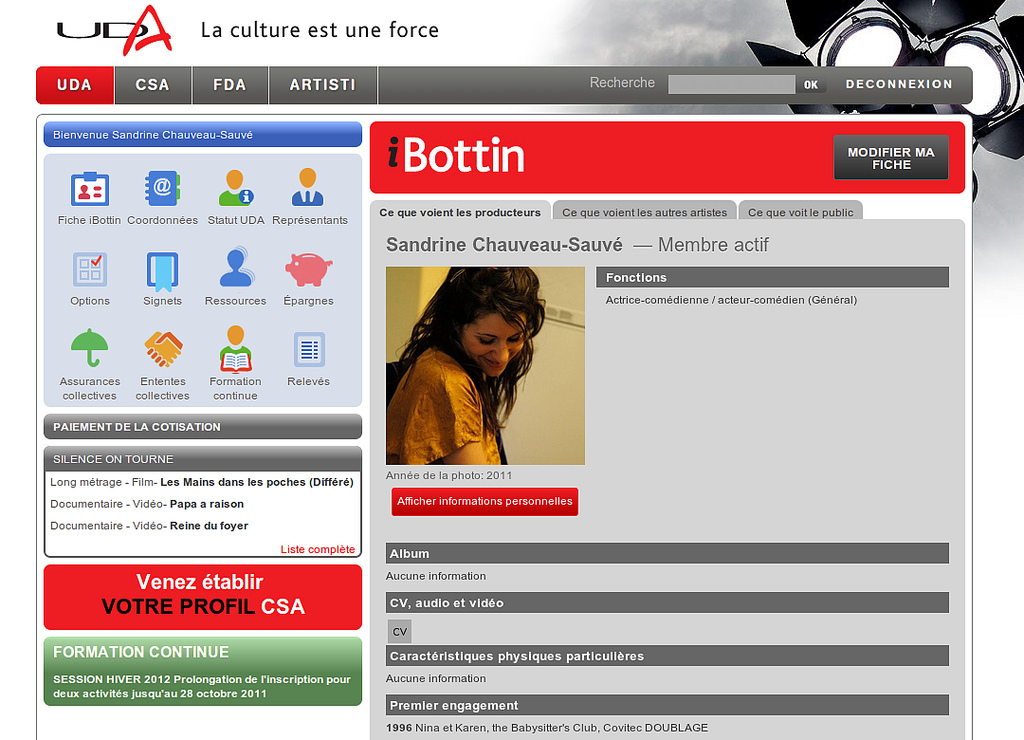 UDA La culture est une force
UDA CSA FDA ARTISTI Recherche OK DECONNEXION
Bienvenue Sandrine Chauveau-Sauvé
Fiche iBottin Coordonnées Statut UDA Représentants
Options Signets Ressources Épargnes
Assurances collectives Ententes collectives Formation continue Relevés
PAIEMENT DE LA COTISATION
SILENCE ON TOURNE
Long métrage - Film- Les Mains dans les poches (Différé)
Documentaire - Vidéo- Papa a raison
Documentaire - Vidéo- Reine du foyer
Liste complète
Venez établir
VOTRE PROFIL CSA
FORMATION CONTINUE
SESSION HIVER 2012 Prolongation de l'inscription pour
deux activités jusqu'au 28 octobre 2011
iBottin
MODIFIER MA
FICHE
Ce que voient les producteurs Ce que voient les autres artistes Ce que voit le public
Sandrine Chauveau-Sauvé — Membre actif
Fonctions
Actrice-comédienne / acteur-comédien (Général)
Année de la photo: 2011
Afficher informations personnelles
Album
Aucune information
CV, audio et vidéo
CV
Caractéristiques physiques particulières
Aucune information
Premier engagement
1996 Nina et Karen, the Babysitter's Club, Covitec DOUBLAGE